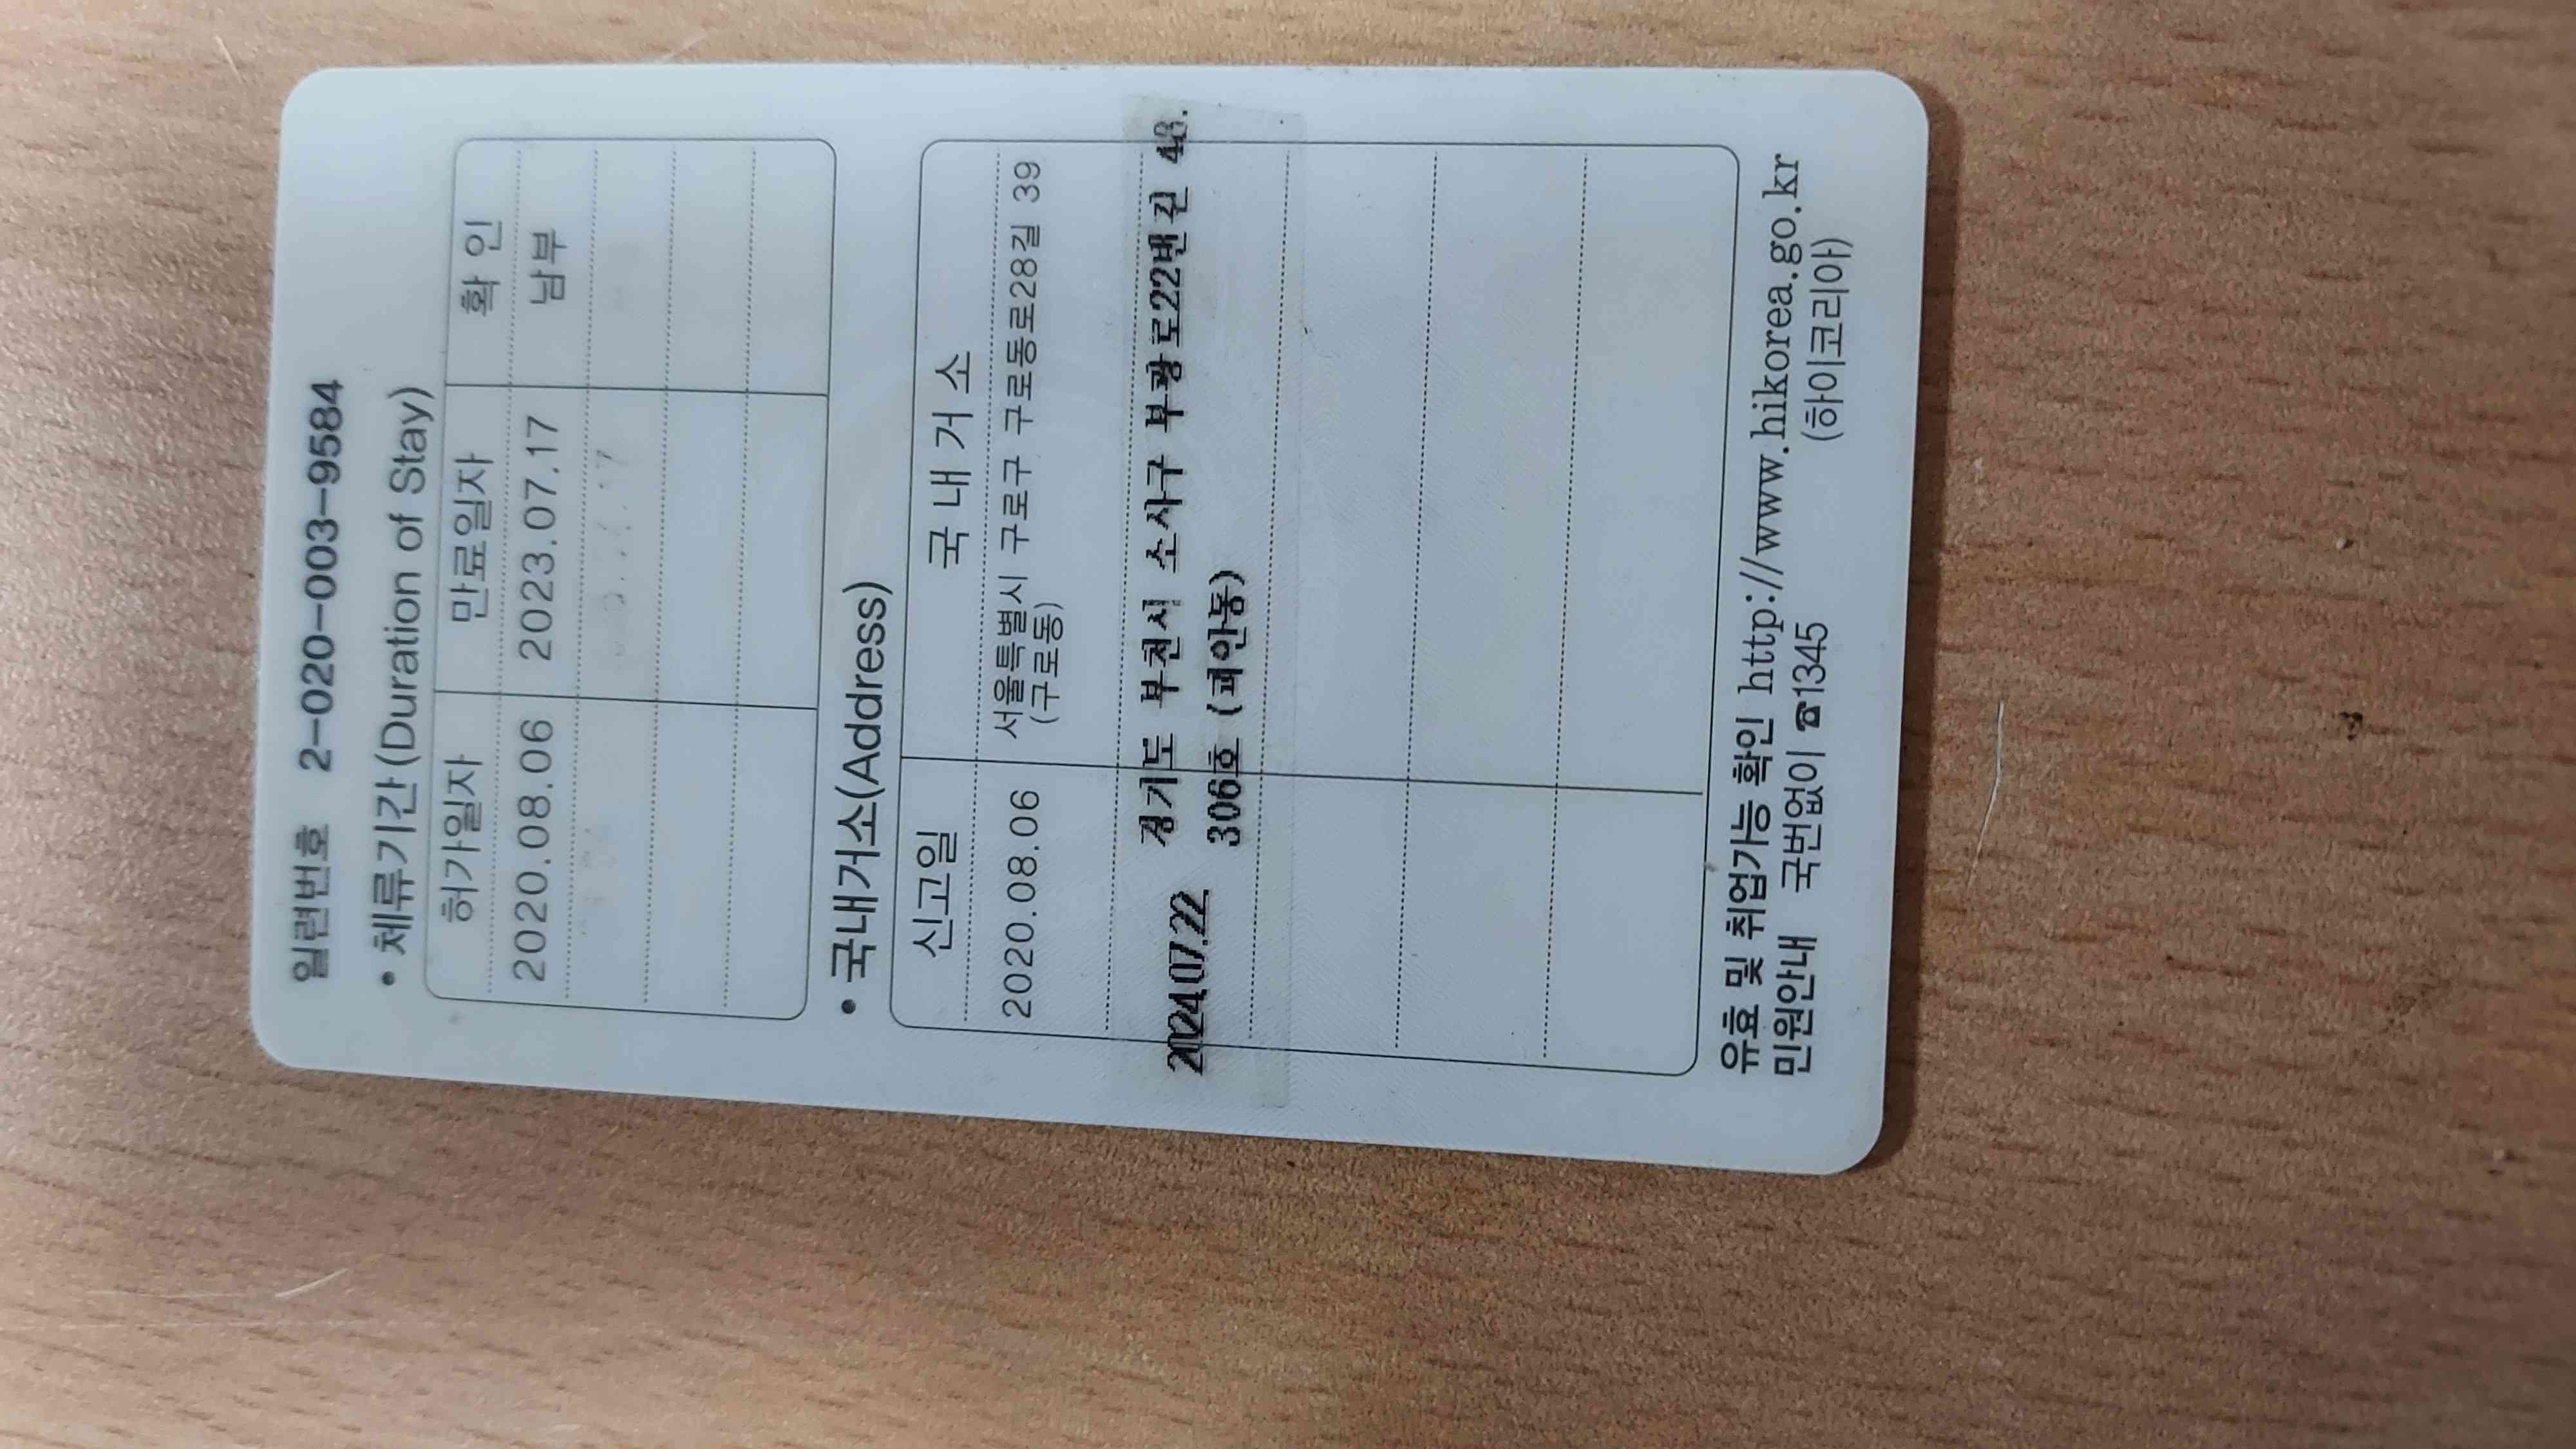 일련번호 2-020-003-9584
• 체류기간 (Duration of Stay)
허가일자 만료일자 확 인
2020.08.06 2023.07.17 남부
• 국내거소(Address)
신고일 국 내 거 소
2020.08.06 서울특별시 구로구 구로동로28길 39
(구로동)
2024.07.22 경기도 부천시 소사구 부광로22번길 48,
306호 (괴안동)
유효 및 취업가능 확인 http://www.hikorea.go.kr
민원안내 국번없이 ☎1345 (하이코리아)